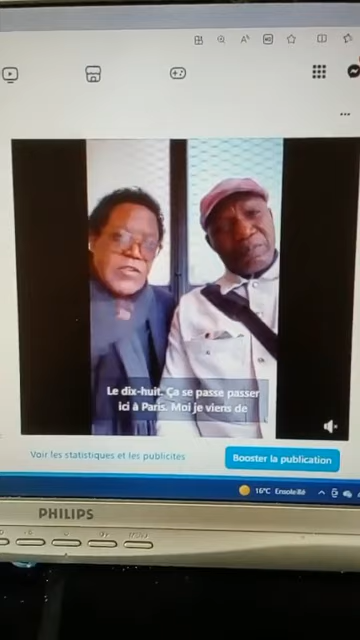 Le dix-huit. Ça se passe passer
ici à Paris. Moi je viens de
Voir les statistiques et les publicités
Booster la publication
16°C Ensoleillé
PHILIPS